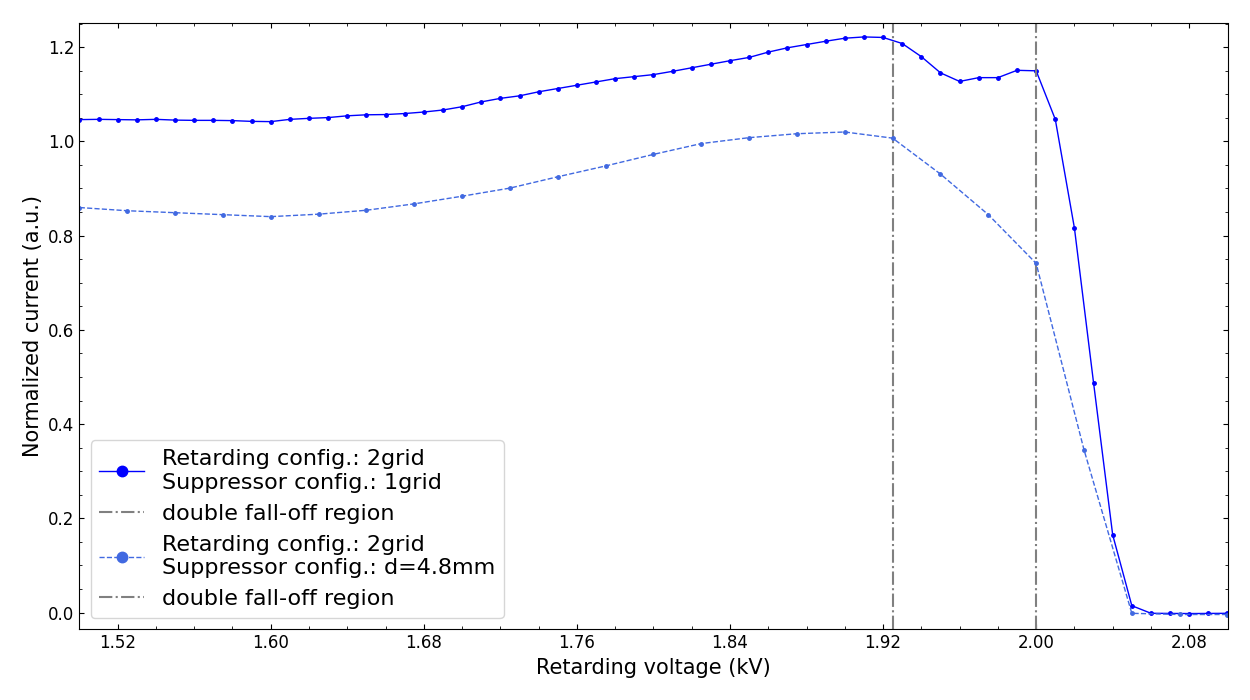 1.2
1.0
0.8
0.6
0.4
0.2
0.0
Normalized current (a.u.)
Retarding config.: 2grid
Suppressor config.: 1grid
double fall-off region
Retarding config.: 2grid
Suppressor config.: d=4.8mm
double fall-off region
1.52 1.60 1.68 1.76 1.84 1.92 2.00 2.08
Retarding voltage (kV)